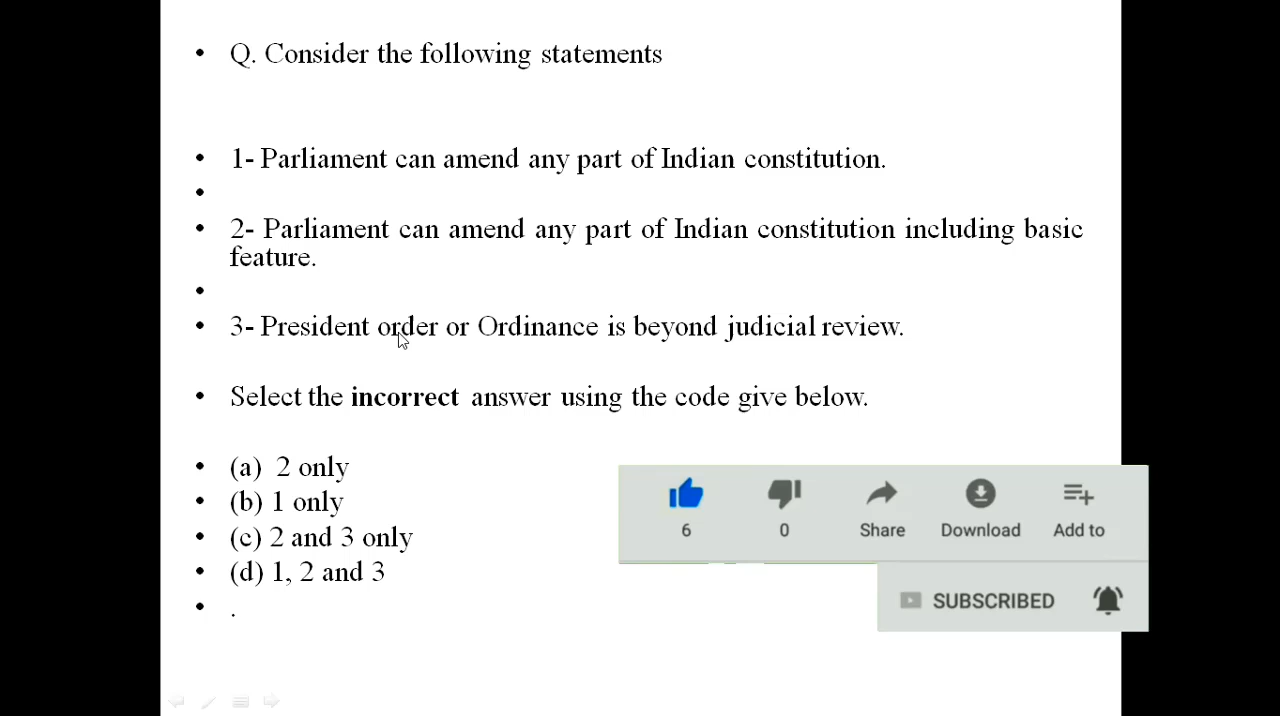 • Q. Consider the following statements
• 1- Parliament can amend any part of Indian constitution.
•
• 2- Parliament can amend any part of Indian constitution including basic
feature.
•
• 3- President order or Ordinance is beyond judicial review.
• Select the incorrect answer using the code give below.
• (a) 2 only
• (b) 1 only
• (c) 2 and 3 only
• (d) 1, 2 and 3
• .
6 0 Share Download Add to
SUBSCRIBED